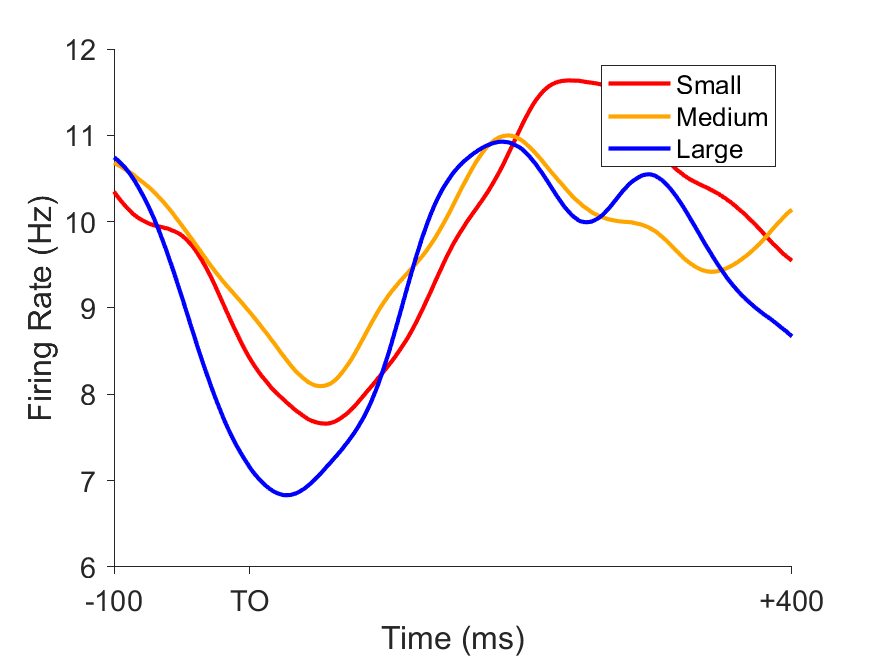 12
11
10
9
8
7
6
Firing Rate (Hz)
Small
Medium
Large
-100
TO
+400
Time (ms)